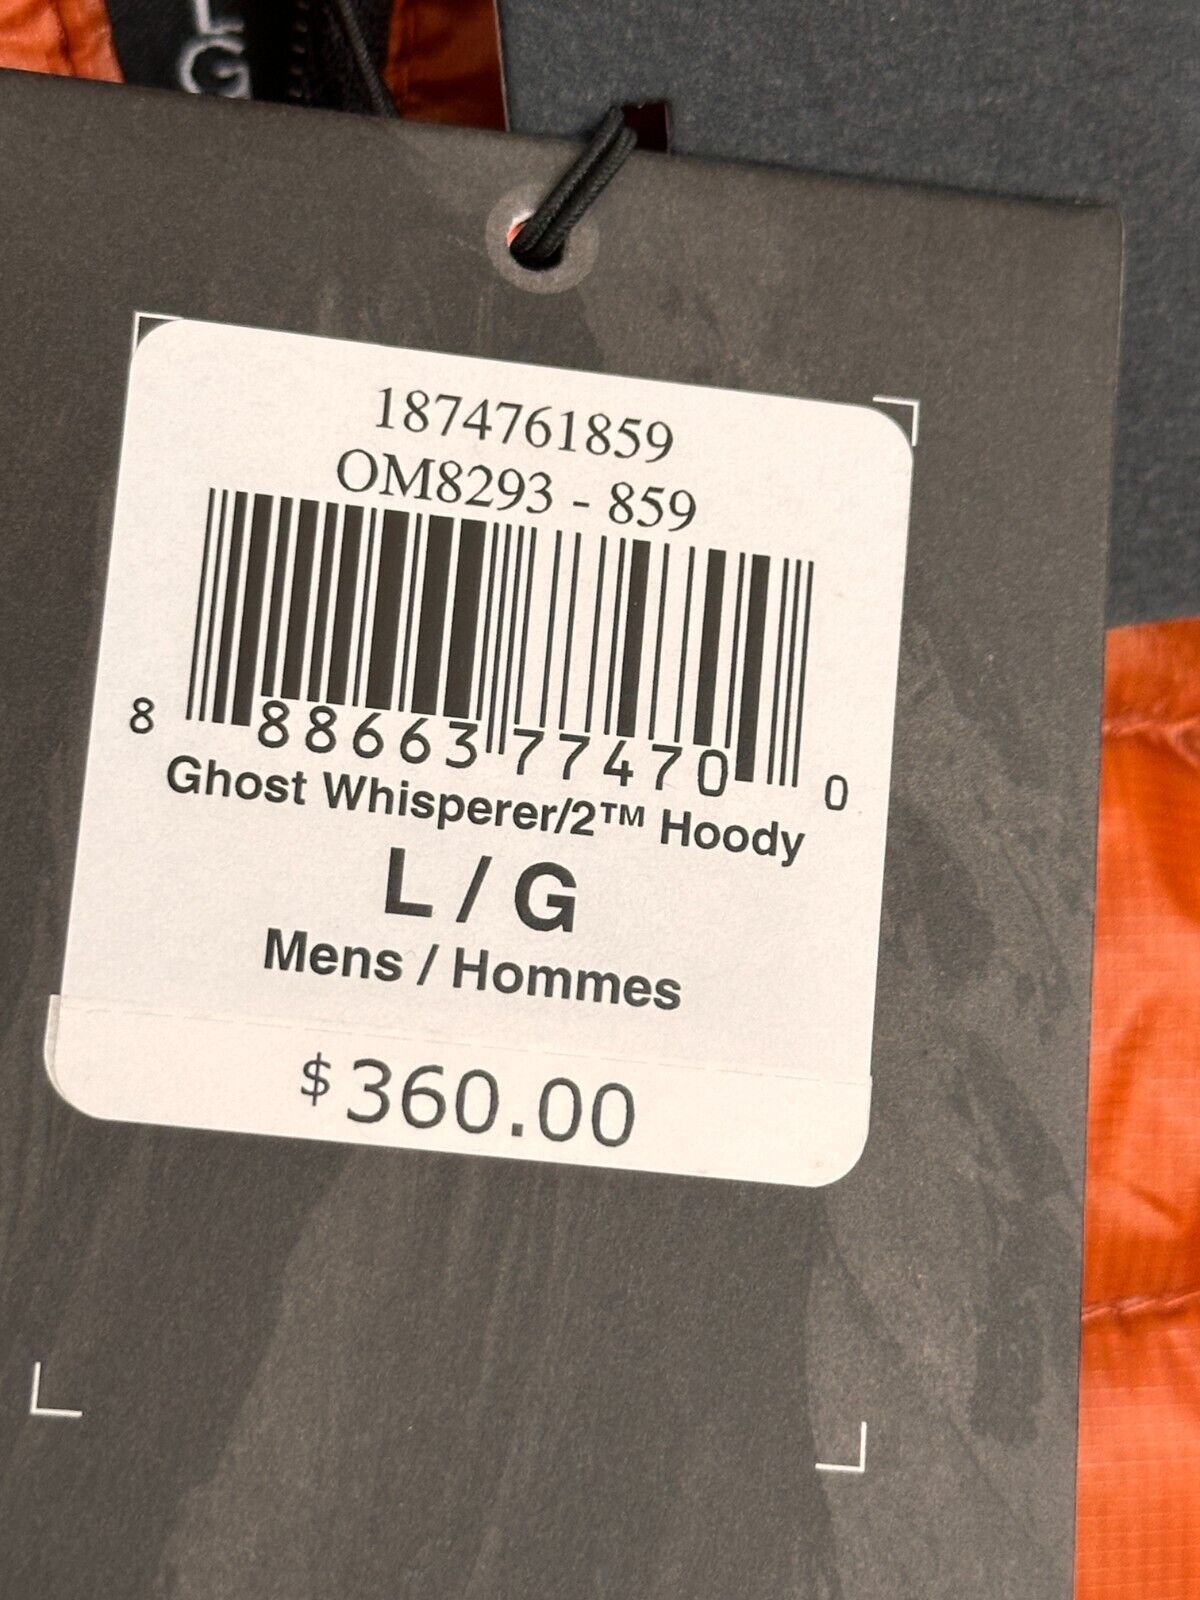 L
G
1874761859
OM8293 - 859
8 88663 77470 0
Ghost Whisperer/2™ Hoody
L / G
Mens / Hommes
$360.00